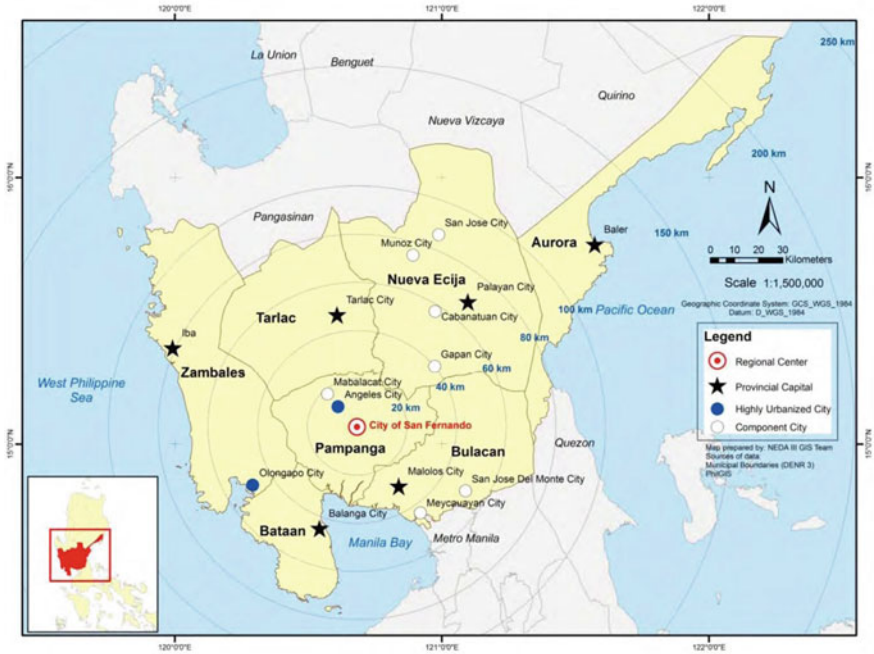 120°0'0"E
121°0'0"E
122°0'0"E
250 km
La Union
Benguet
Quirino
Nueva Vizcaya
200 km
16°0'0"N
16°0'0"N
N
Pangasinan
San Jose City
Munoz City
Aurora
Baler
150 km
0 10 20 30
Kilometers
Nueva Ecija
Scale 1:1,500,000
Palayan City
Tarlac City
Tarlac
Cabanatuan City
100 km
Pacific Ocean
Geographic Coordinate System: GCS_WGS_1984
Datum: D_WGS_1984
Iba
80 km
Legend
Zambales
Gapan City
60 km
Regional Center
West Philippine
Sea
Mabalacat City
40 km
Provincial Capital
Angeles City
20 km
Highly Urbanized City
City of San Fernando
Component City
15°0'0"N
15°0'0"N
Pampanga
Bulacan
Quezon
Map prepared by: NEDA III GIS Team
Sources of data:
Municipal Boundaries (DENR 3)
PhilGIS
Olongapo City
Malolos City
San Jose Del Monte City
Meycauayan City
Balanga City
Bataan
Manila Bay
Metro Manila
120°0'0"E
121°0'0"E
122°0'0"E